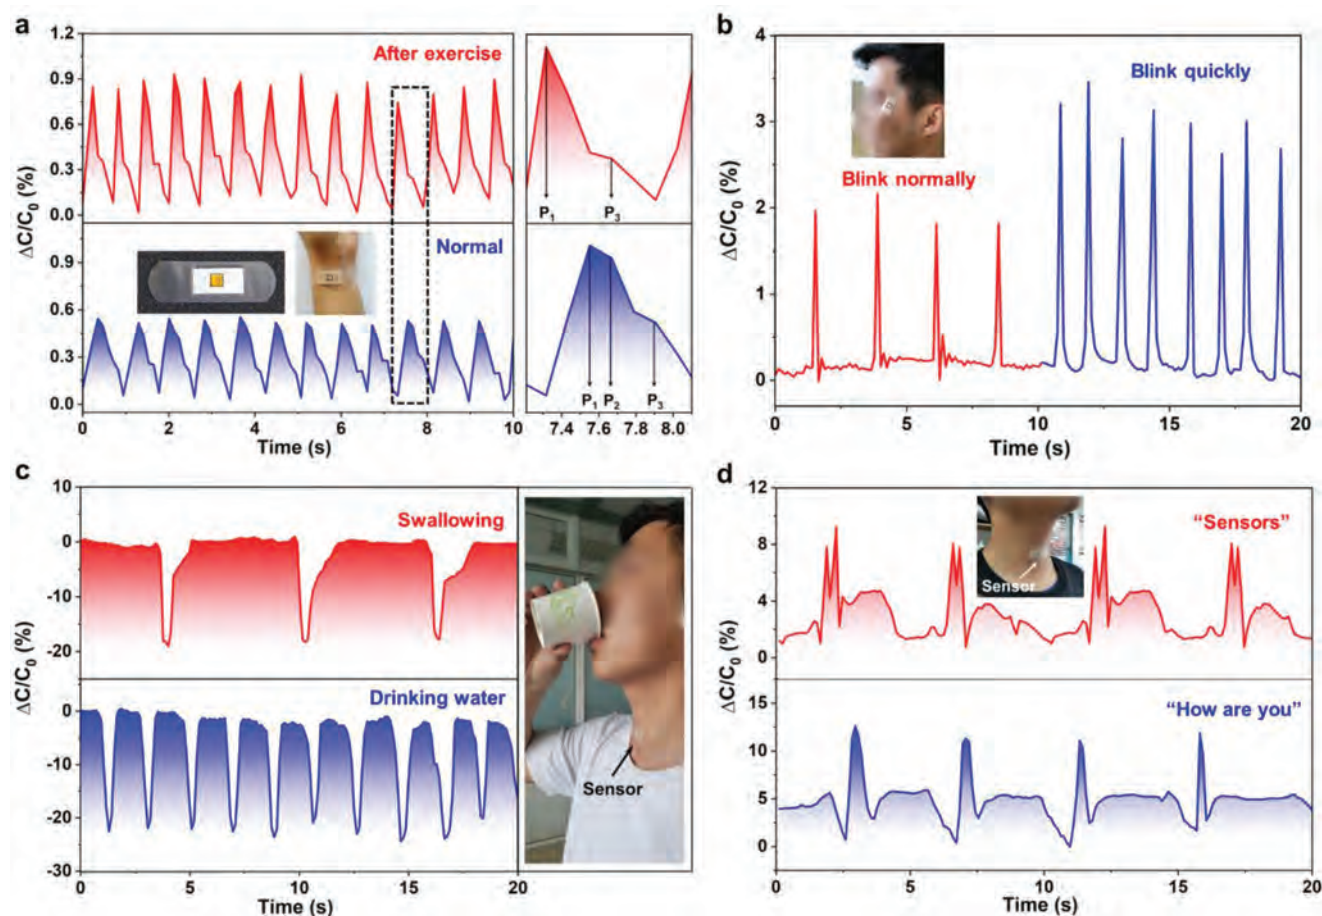 a
1.2
0.9
0.6
0.3
0.0
After exercise
P1
P3
ΔC/C0 (%)
0.9
0.6
0.3
0.0
Normal
P1
P2
P3
0
2
4
6
8
10
7.4
7.6
7.8
8.0
Time (s)
b
4
3
2
1
0
ΔC/C0 (%)
Blink normally
Blink quickly
0
5
10
15
20
Time (s)
c
10
0
-10
-20
Swallowing
ΔC/C0 (%)
0
-10
-20
-30
Drinking water
0
5
10
15
20
Time (s)
Sensor
d
12
8
4
0
“Sensors”
Sensor
ΔC/C0 (%)
15
10
5
0
“How are you”
0
5
10
15
20
Time (s)